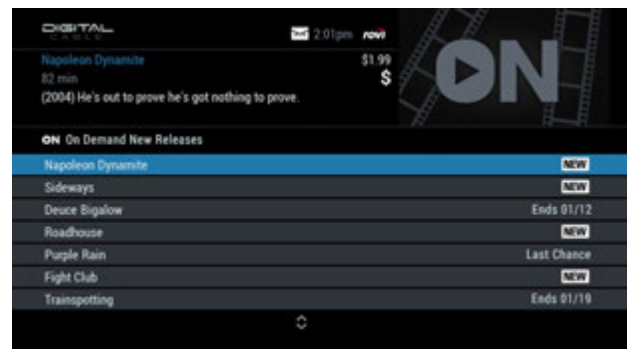 DIGITAL
CABLE
2:01pm rovi
Napoleon Dynamite $1.99
82 min $
(2004) He's out to prove he's got nothing to prove.
ON
ON On Demand New Releases
Napoleon Dynamite NEW
Sideways NEW
Deuce Bigalow Ends 01/12
Roadhouse NEW
Purple Rain Last Chance
Fight Club NEW
Trainspotting Ends 01/19